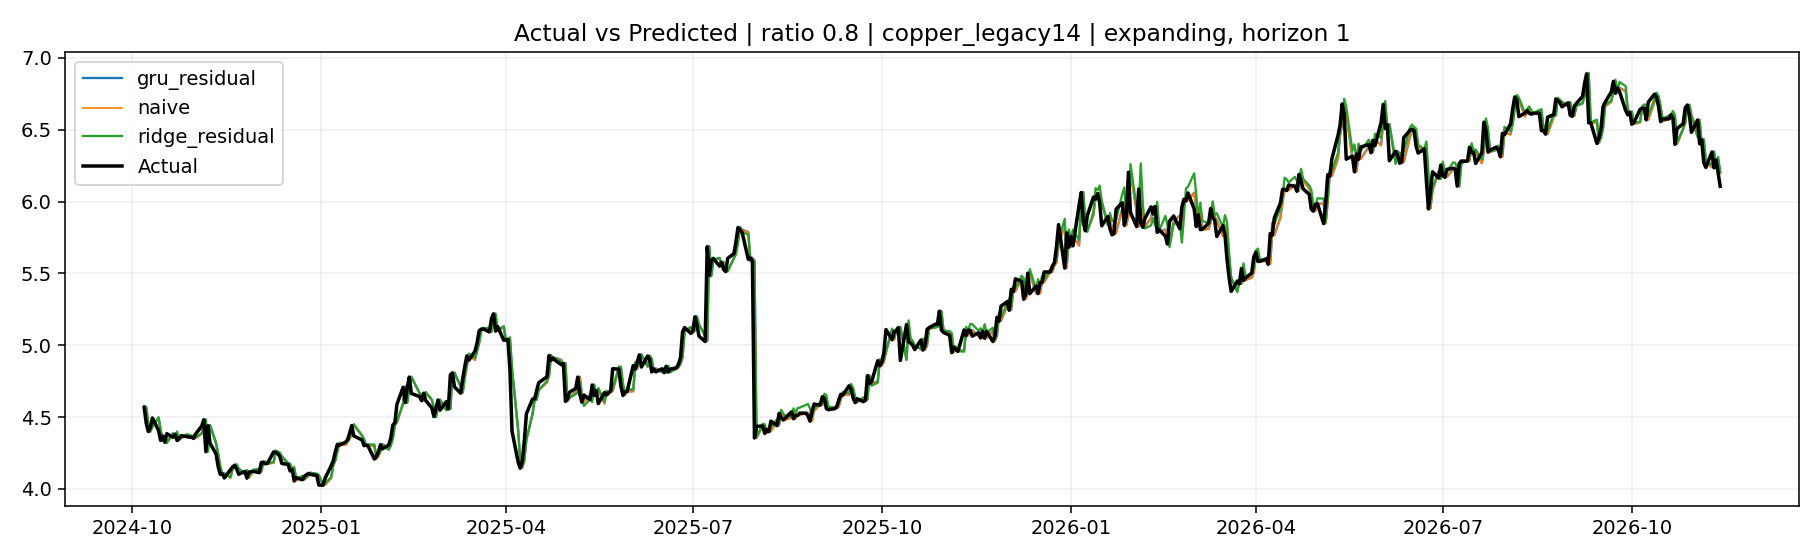 Actual vs Predicted | ratio 0.8 | copper_legacy14 | expanding, horizon 1
gru_residual
naive
ridge_residual
Actual
7.0
6.5
6.0
5.5
5.0
4.5
4.0
2024-10 2025-01 2025-04 2025-07 2025-10 2026-01 2026-04 2026-07 2026-10